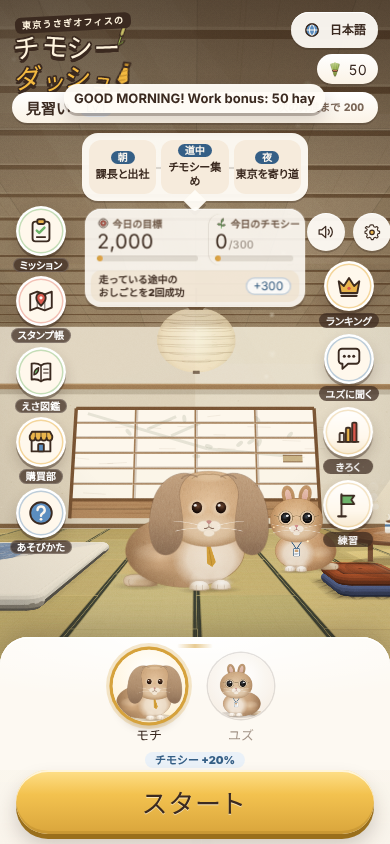 東京うさぎオフィスの
チモシー
ダッシュ
日本語
50
見習い
まで 200
GOOD MORNING! Work bonus: 50 hay
朝
課長と出社
道中
チモシー集
め
夜
東京を寄り道
今日の目標
2,000
今日のチモシー
0/300
走っている途中の
おしごとを2回成功
+300
ミッション
スタンプ帳
えさ図鑑
購買部
あそびかた
ランキング
ユズに聞く
きろく
練習
モチ
ユズ
チモシー +20%
スタート